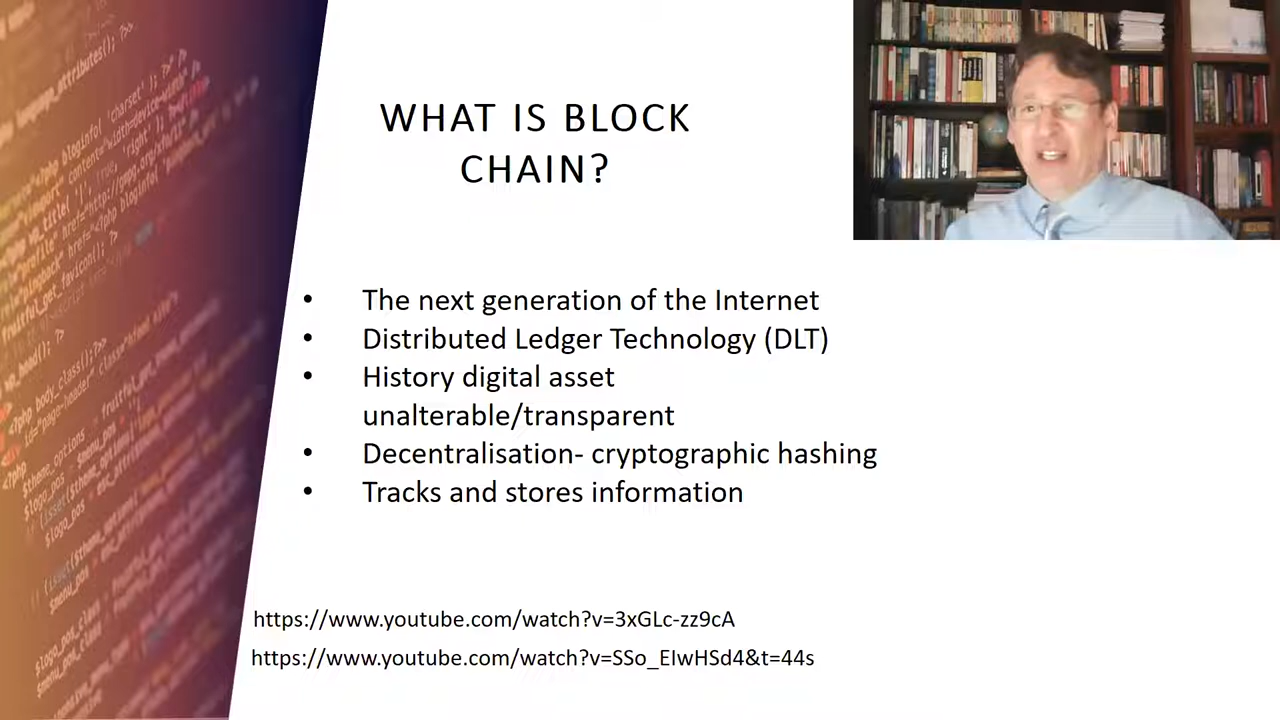 WHAT IS BLOCK
CHAIN?
• The next generation of the Internet
• Distributed Ledger Technology (DLT)
• History digital asset
unalterable/transparent
• Decentralisation- cryptographic hashing
• Tracks and stores information
https://www.youtube.com/watch?v=3xGLc-zz9cA
https://www.youtube.com/watch?v=SSo_EIwHSd4&t=44s